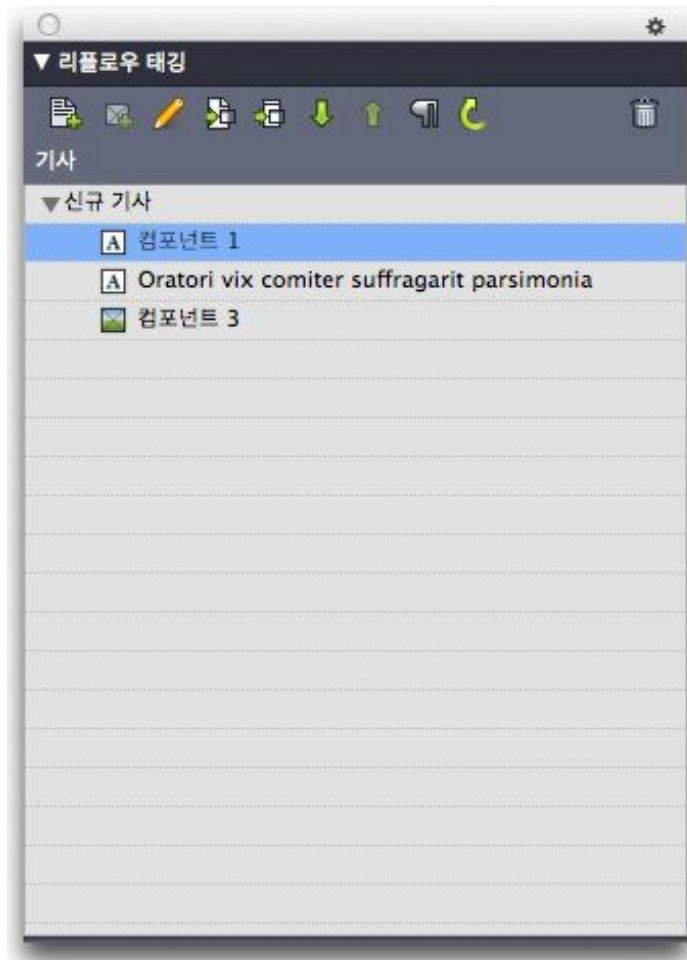 리플로우 태깅
기사
신규 기사
컴포넌트 1
Oratori vix comiter suffragarit parsimonia
컴포넌트 3